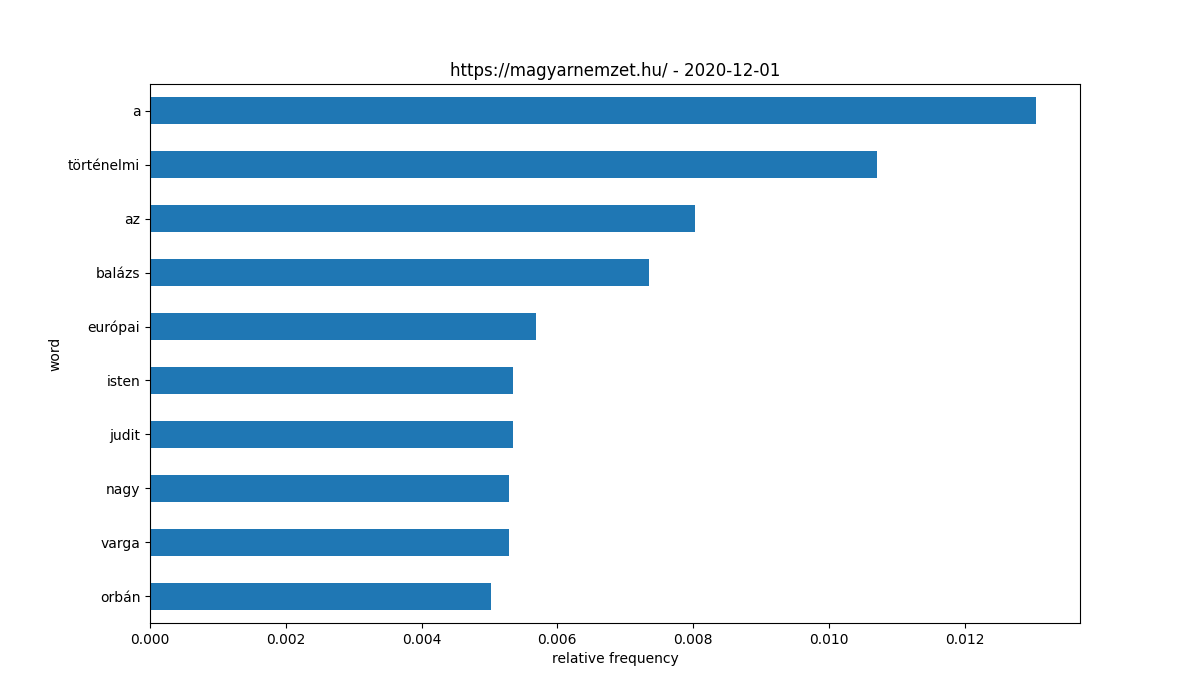 https://magyarnemzet.hu/ - 2020-12-01
a
történelmi
az
balázs
európai
isten
judit
nagy
varga
orbán
word
0.000 0.002 0.004 0.006 0.008 0.010 0.012
relative frequency